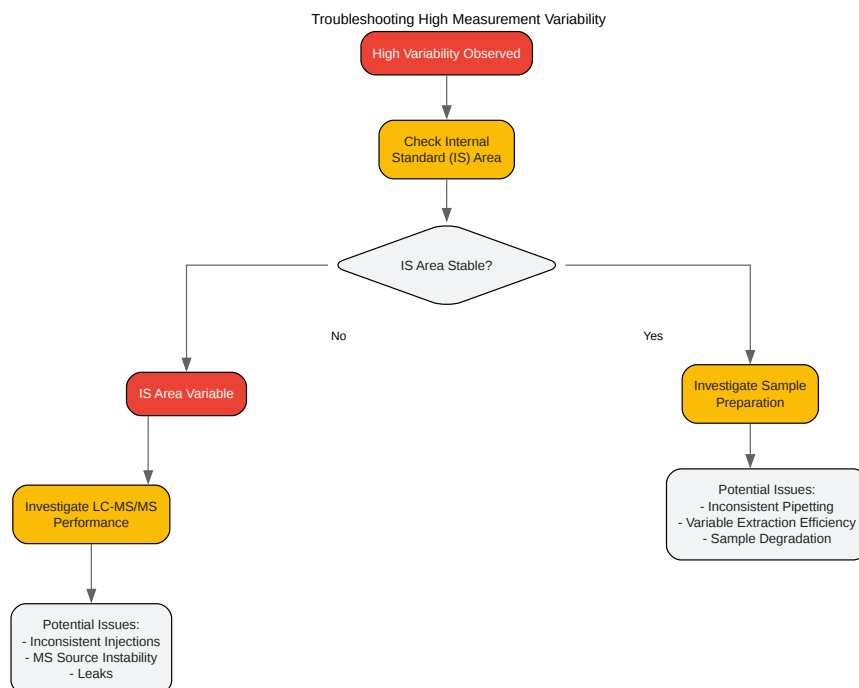 Troubleshooting High Measurement Variability
High Variability Observed
Check Internal
Standard (IS) Area
IS Area Stable?
No
Yes
IS Area Variable
Investigate Sample
Preparation
Investigate LC-MS/MS
Performance
Potential Issues:
- Inconsistent Pipetting
- Variable Extraction Efficiency
- Sample Degradation
Potential Issues:
- Inconsistent Injections
- MS Source Instability
- Leaks